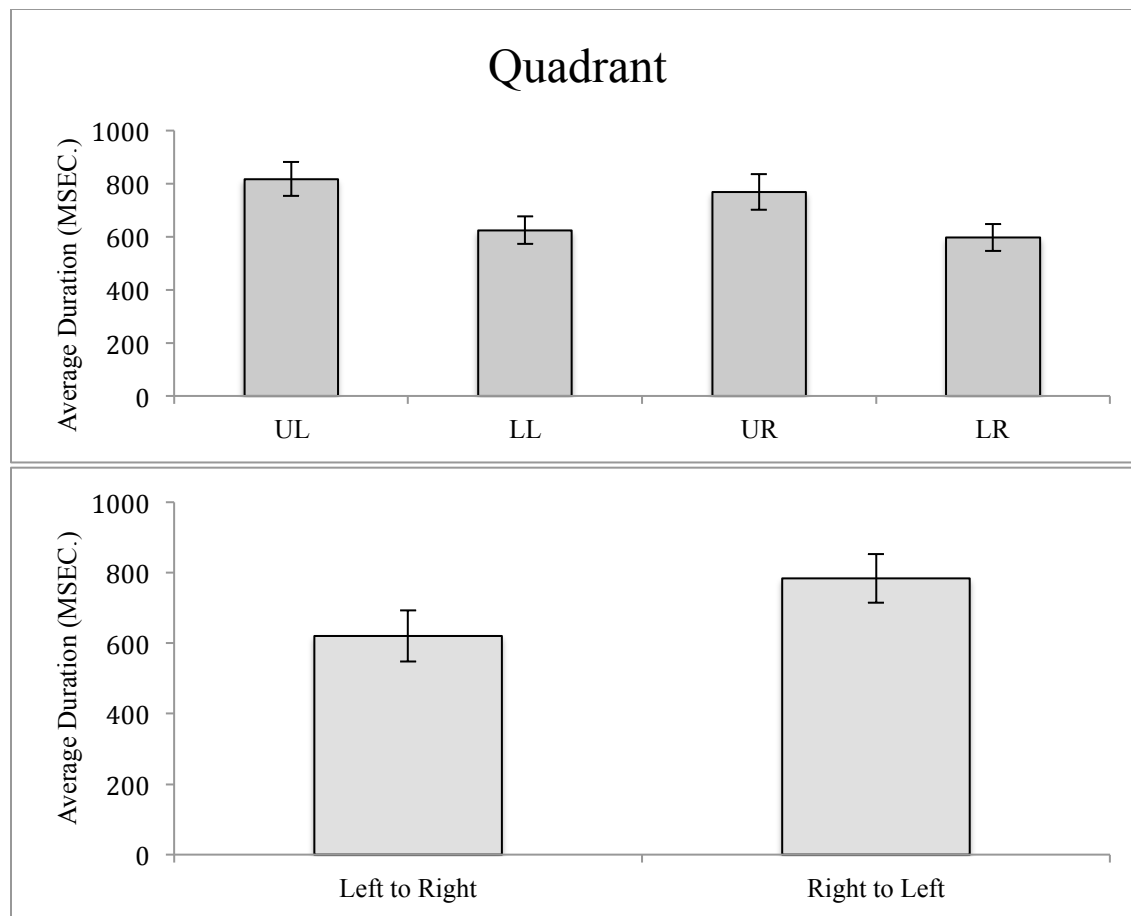 Quadrant
Average Duration (MSEC.)
1000
800
600
400
200
0
UL LL UR LR
Average Duration (MSEC.)
1000
800
600
400
200
0
Left to Right Right to Left